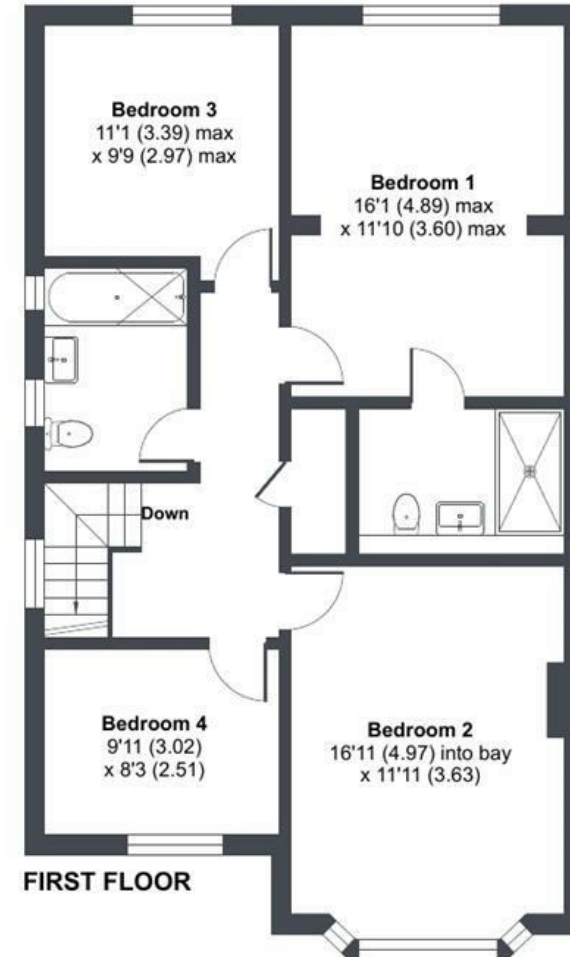 Bedroom 3
11'1 (3.39) max
x 9'9 (2.97) max
Bedroom 1
16'1 (4.89) max
x 11'10 (3.60) max
Down
Bedroom 4
9'11 (3.02)
x 8'3 (2.51)
Bedroom 2
16'11 (4.97) into bay
x 11'11 (3.63)
FIRST FLOOR